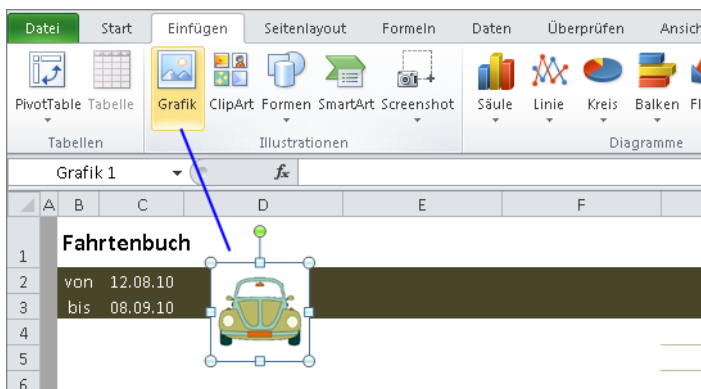 Datei Start Einfügen Seitenlayout Formeln Daten Überprüfen Ansich
PivotTable Tabelle Grafik ClipArt Formen SmartArt Screenshot Säule Linie Kreis Balken Fl
Tabellen Illustrationen Diagramme
Grafik 1 fx
A B C D E F
1 Fahrtenbuch
2 von 12.08.10
3 bis 08.09.10
4
5
6